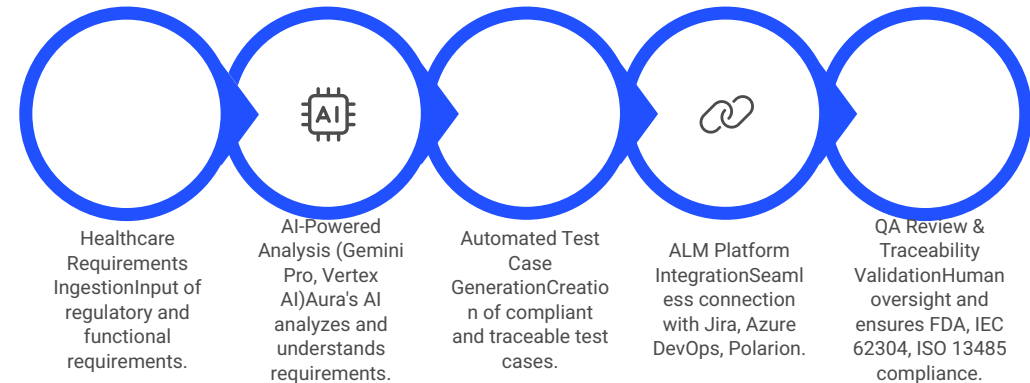 AI
Healthcare
Requirements
IngestionInput of
regulatory and
functional
requirements.
AI-Powered
Analysis (Gemini
Pro, Vertex
AI)Aura's AI
analyzes and
understands
requirements.
Automated Test
Case
GenerationCreatio
n of compliant
and traceable test
cases.
ALM Platform
IntegrationSeaml
ess connection
with Jira, Azure
DevOps, Polarion.
QA Review &
Traceability
ValidationHuman
oversight and
ensures FDA, IEC
62304, ISO 13485
compliance.